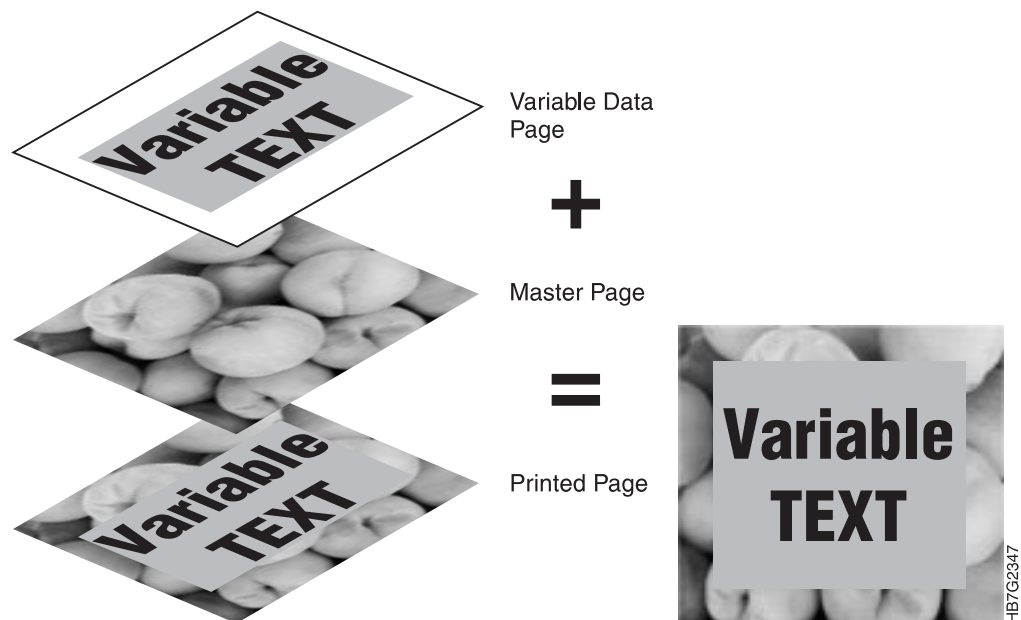 Variable
TEXT
Variable Data
Page
+
Master Page
=
Variable
TEXT
Printed Page
Variable
TEXT
HB7G2347